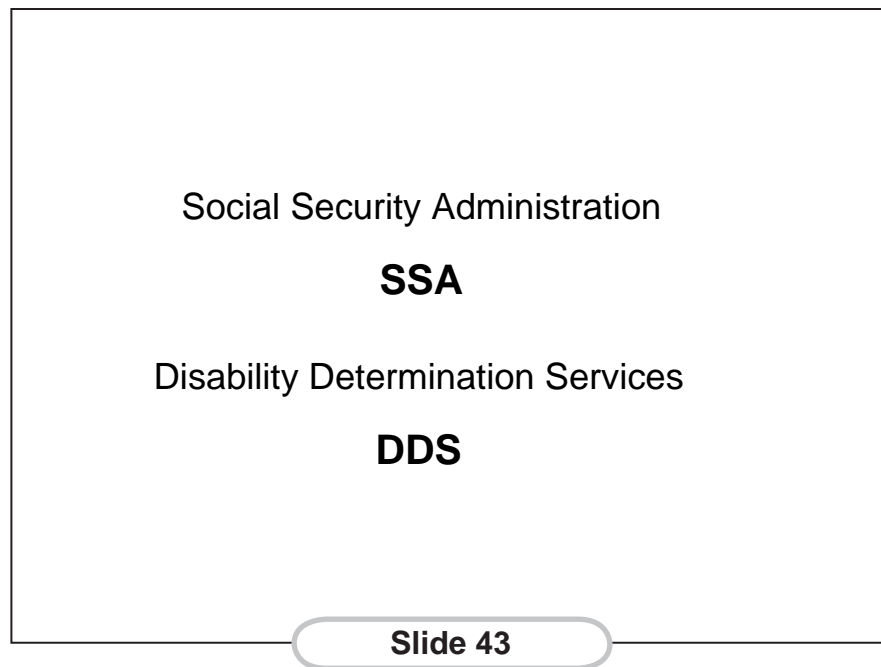 Social Security Administration
SSA
Disability Determination Services
DDS
Slide 43